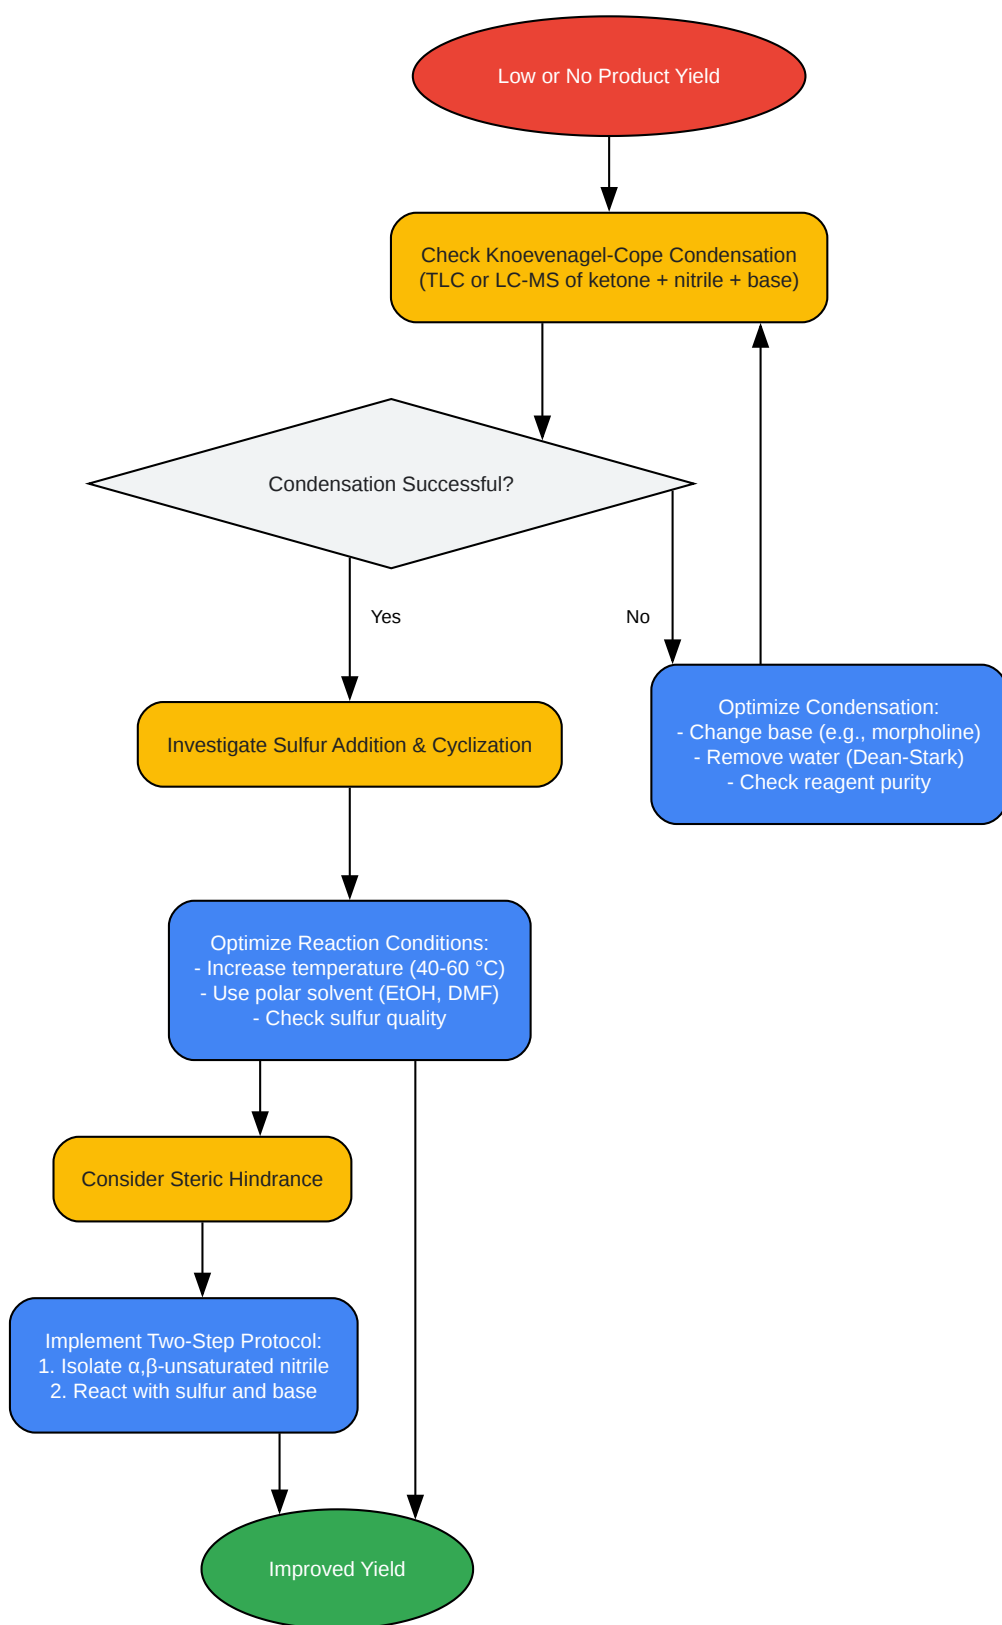 Low or No Product Yield
Check Knoevenagel-Cope Condensation
(TLC or LC-MS of ketone + nitrile + base)
Condensation Successful?
Yes
No
Optimize Condensation:
- Change base (e.g., morpholine)
- Remove water (Dean-Stark)
- Check reagent purity
Investigate Sulfur Addition & Cyclization
Optimize Reaction Conditions:
- Increase temperature (40-60 °C)
- Use polar solvent (EtOH, DMF)
- Check sulfur quality
Consider Steric Hindrance
Implement Two-Step Protocol:
1. Isolate α,β-unsaturated nitrile
2. React with sulfur and base
Improved Yield